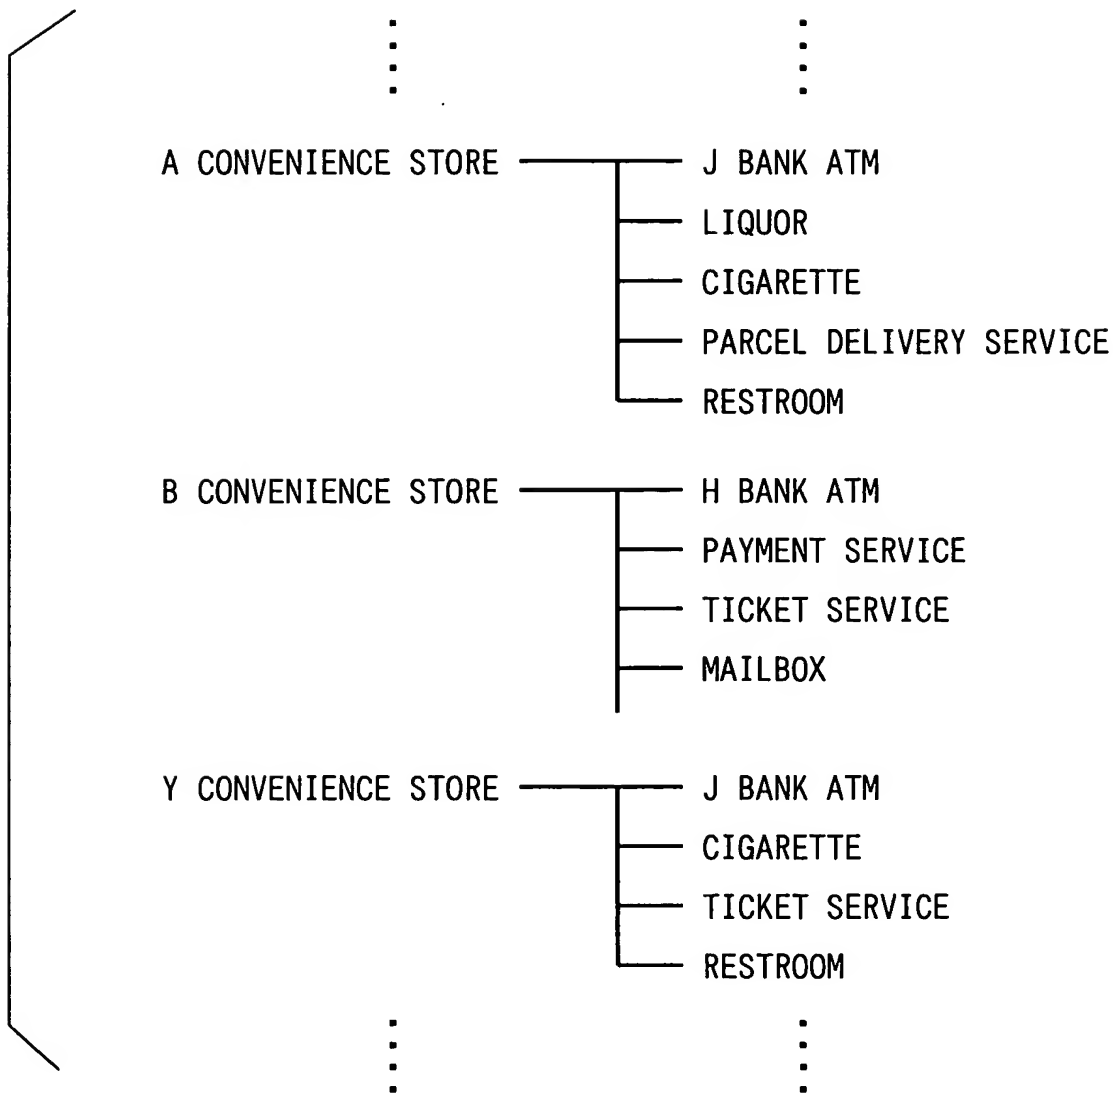 A CONVENIENCE STORE J BANK ATM
LIQUOR
CIGARETTE
PARCEL DELIVERY SERVICE
RESTROOM
B CONVENIENCE STORE H BANK ATM
PAYMENT SERVICE
TICKET SERVICE
MAILBOX
Y CONVENIENCE STORE J BANK ATM
CIGARETTE
TICKET SERVICE
RESTROOM